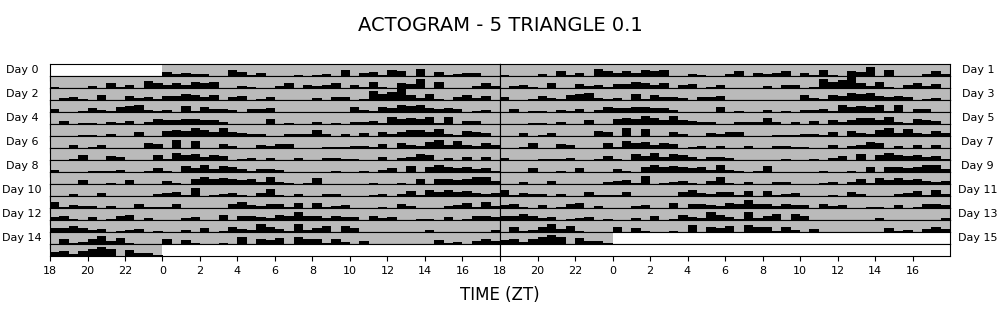 ACTOGRAM - 5 TRIANGLE 0.1
Day 0 Day 1
Day 2 Day 3
Day 4 Day 5
Day 6 Day 7
Day 8 Day 9
Day 10 Day 11
Day 12 Day 13
Day 14 Day 15
18 20 22 0 2 4 6 8 10 12 14 16 18 20 22 0 2 4 6 8 10 12 14 16
TIME (ZT)